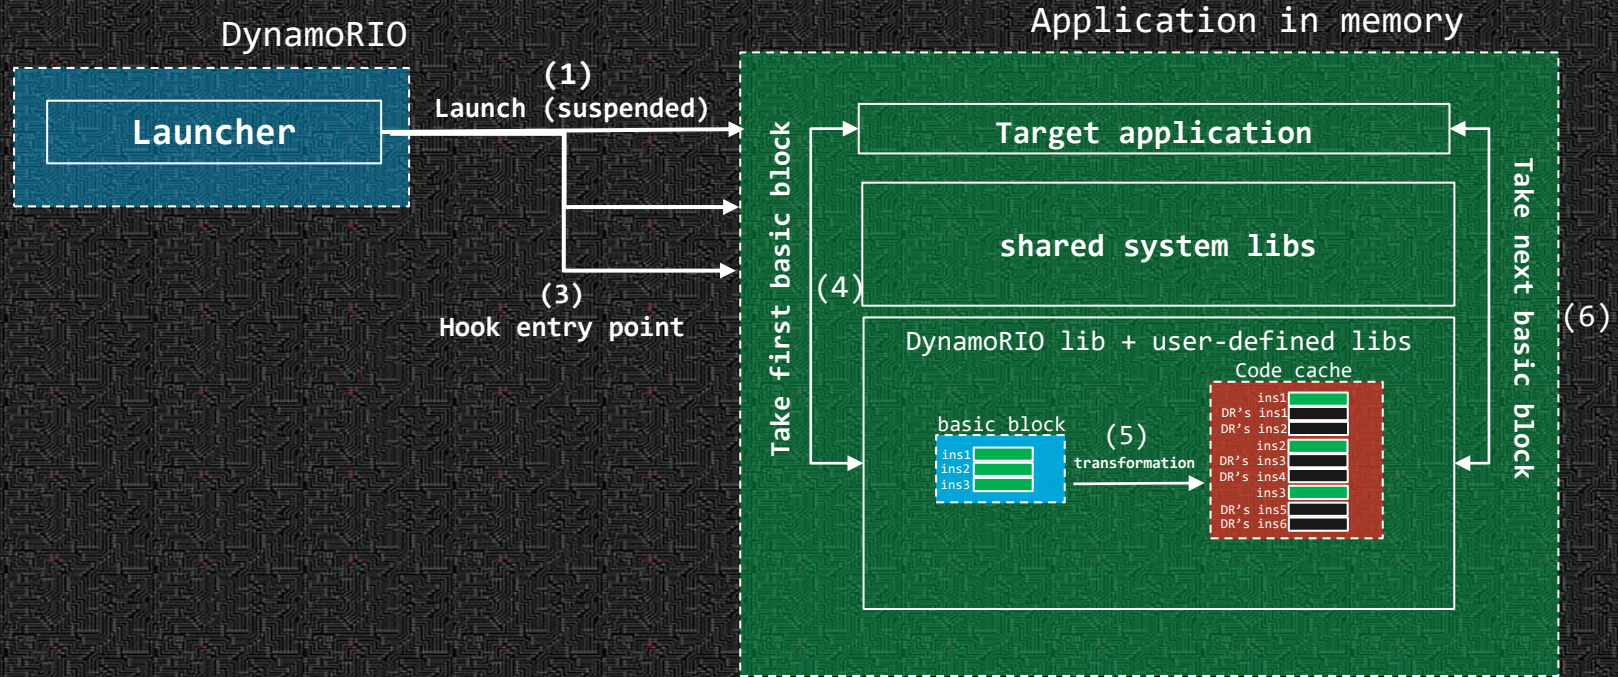 DynamoRIO
Application in memory
Launcher
(1)
Launch (suspended)
(3)
Hook entry point
Take first basic block
(4)
Target application
shared system libs
DynamoRIO lib + user-defined libs
basic block
ins1
ins2
ins3
(5)
transformation
Code cache
ins1
DR’s ins1
DR’s ins2
ins2
DR’s ins3
DR’s ins4
ins3
DR’s ins5
DR’s ins6
Take next basic block
(6)